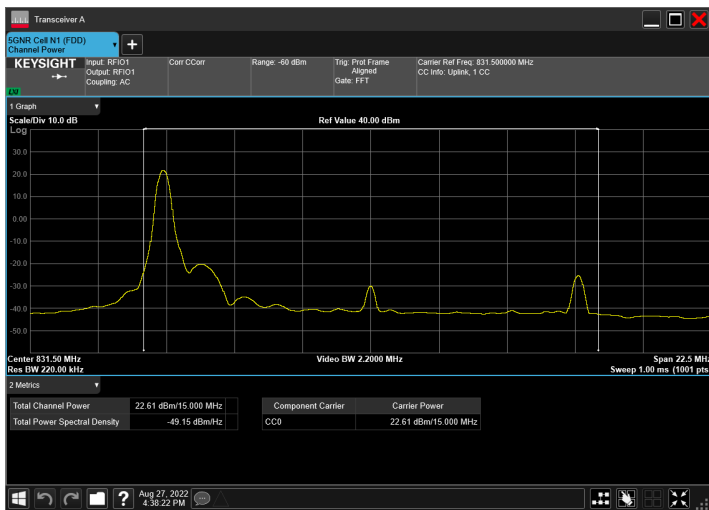 Transceiver A
5GNR Cell N1 (FDD)
Channel Power
KEYSIGHT
Input: RFIO1
Output: RFIO1
Coupling: AC
Corr CCorr
Range: -60 dBm
Trig: Prot Frame
Aligned
Gate: FFT
Carrier Ref Freq: 831.500000 MHz
CC Info: Uplink, 1 CC
1 Graph
Scale/Div 10.0 dB
Ref Value 40.00 dBm
Log
30.0
20.0
10.0
0.00
-10.0
-20.0
-30.0
-40.0
-50.0
Center 831.50 MHz
Video BW 2.2000 MHz
Span 22.5 MHz
Res BW 220.00 kHz
Sweep 1.00 ms (1001 pts
2 Metrics
Total Channel Power 22.61 dBm/15.000 MHz
Total Power Spectral Density -49.15 dBm/Hz
Component Carrier Carrier Power
CC0 22.61 dBm/15.000 MHz
Aug 27, 2022
4:38:22 PM